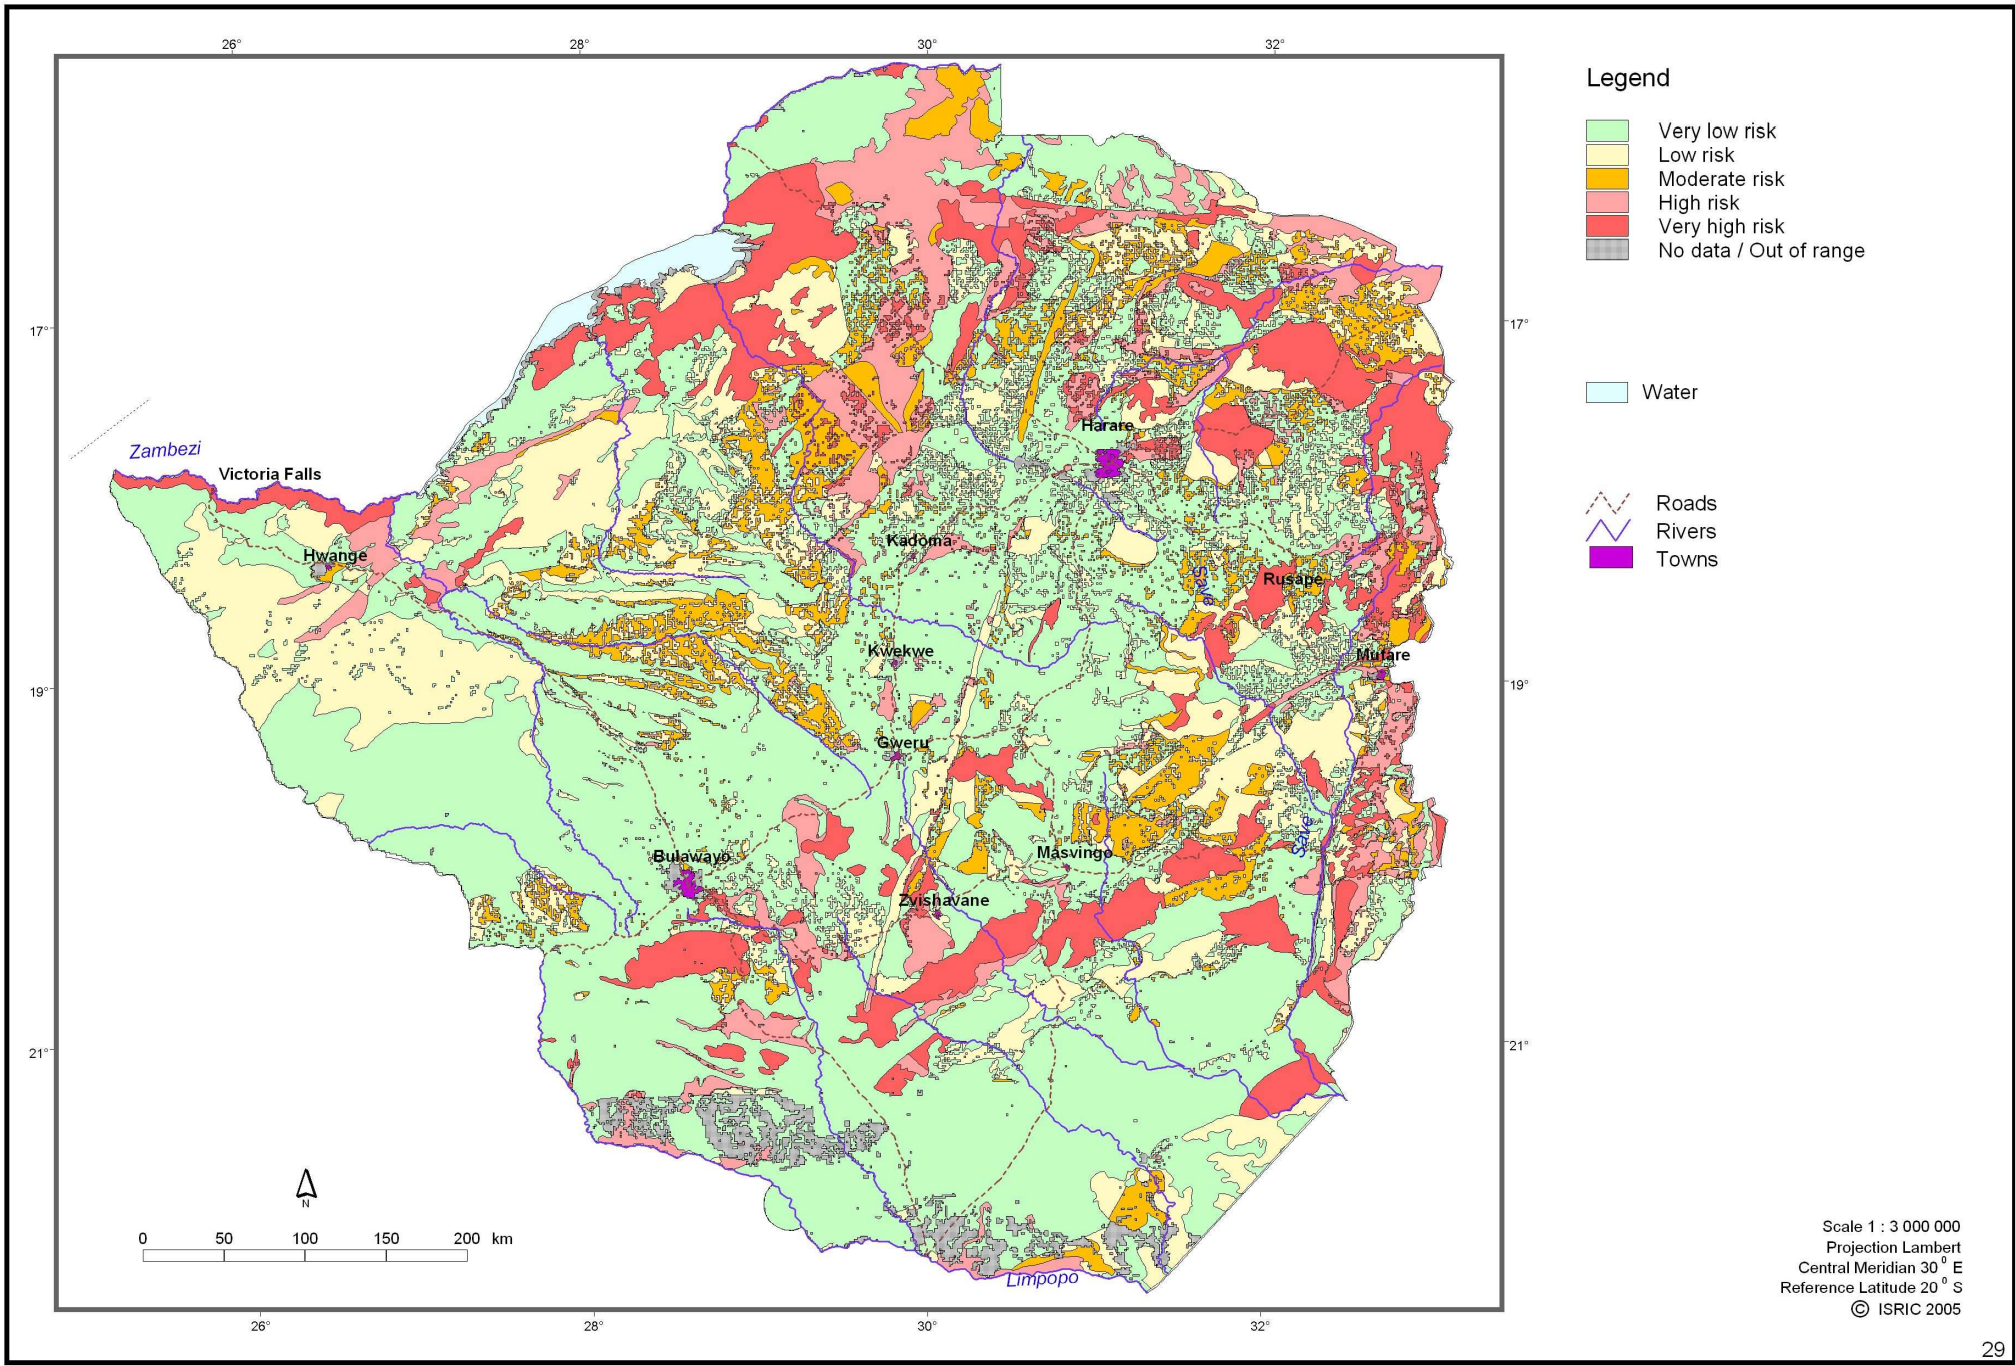 26° 28° 30° 32°
Legend
Very low risk
Low risk
Moderate risk
High risk
Very high risk
No data / Out of range
17° 17°
Water
Harare
Zambezi
Victoria Falls
Roads
Rivers
Towns
Kadoma
Hwange
Save
Rusape
Kwekwe
Mutare
19° 19°
Gweru
Save
Masvingo
Bulawayo
Zvishavane
21° 21°
N
0 50 100 150 200 km
Limpopo
Scale 1 : 3 000 000
Projection Lambert
Central Meridian 30 ° E
Reference Latitude 20 ° S
© ISRIC 2005
26° 28° 30° 32°
29